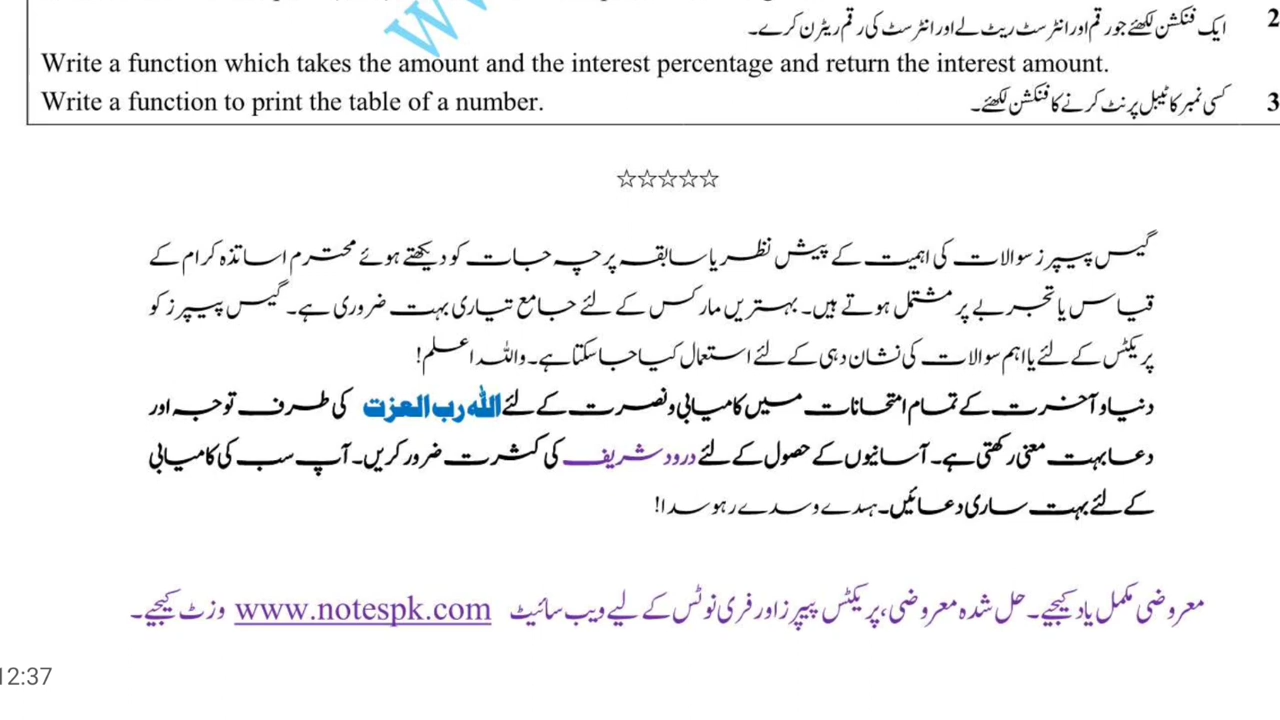 2 ایک فنکشن لکھئے جو رقم اور انٹرسٹ ریٹ لے اور انٹرسٹ کی رقم ریٹرن کرے۔
Write a function which takes the amount and the interest percentage and return the interest amount.
Write a function to print the table of a number. کسی نمبر کا ٹیبل پرنٹ کرنے کا فنکشن لکھئے۔ 3
☆☆☆☆☆
گیس پیپرز سوالات کی اہمیت کے پیش نظر یا سابقہ پرچہ جات کو دیکھتے ہوئے محترم اساتذہ کرام کے
قیاس یا تجربے پر مشتمل ہوتے ہیں۔ بہتریں مارکس کے لئے جامع تیاری بہت ضروری ہے۔ گیس پیپرز کو
پریکٹس کے لئے یا اہم سوالات کی نشان دہی کے لئے استعمال کیا جا سکتا ہے۔ واللہ اعلم!
دنیا و آخرت کے تمام امتحانات میں کامیابی و نصرت کے لئے الله رب العزت کی طرف توجہ اور
دعا بہت معنی رکھتی ہے۔ آسانیوں کے حصول کے لئے درود شریف کی کثرت ضرور کریں۔ آپ سب کی کامیابی
کے لئے بہت ساری دعائیں۔ ہسدے وسدے رہو سدا!
معروضی مکمل یاد کیجیے۔ حل شدہ معروضی، پریکٹس پیپرز اور فری نوٹس کے لیے ویب سائیٹ www.notespk.com وزٹ کیجیے۔
12:37